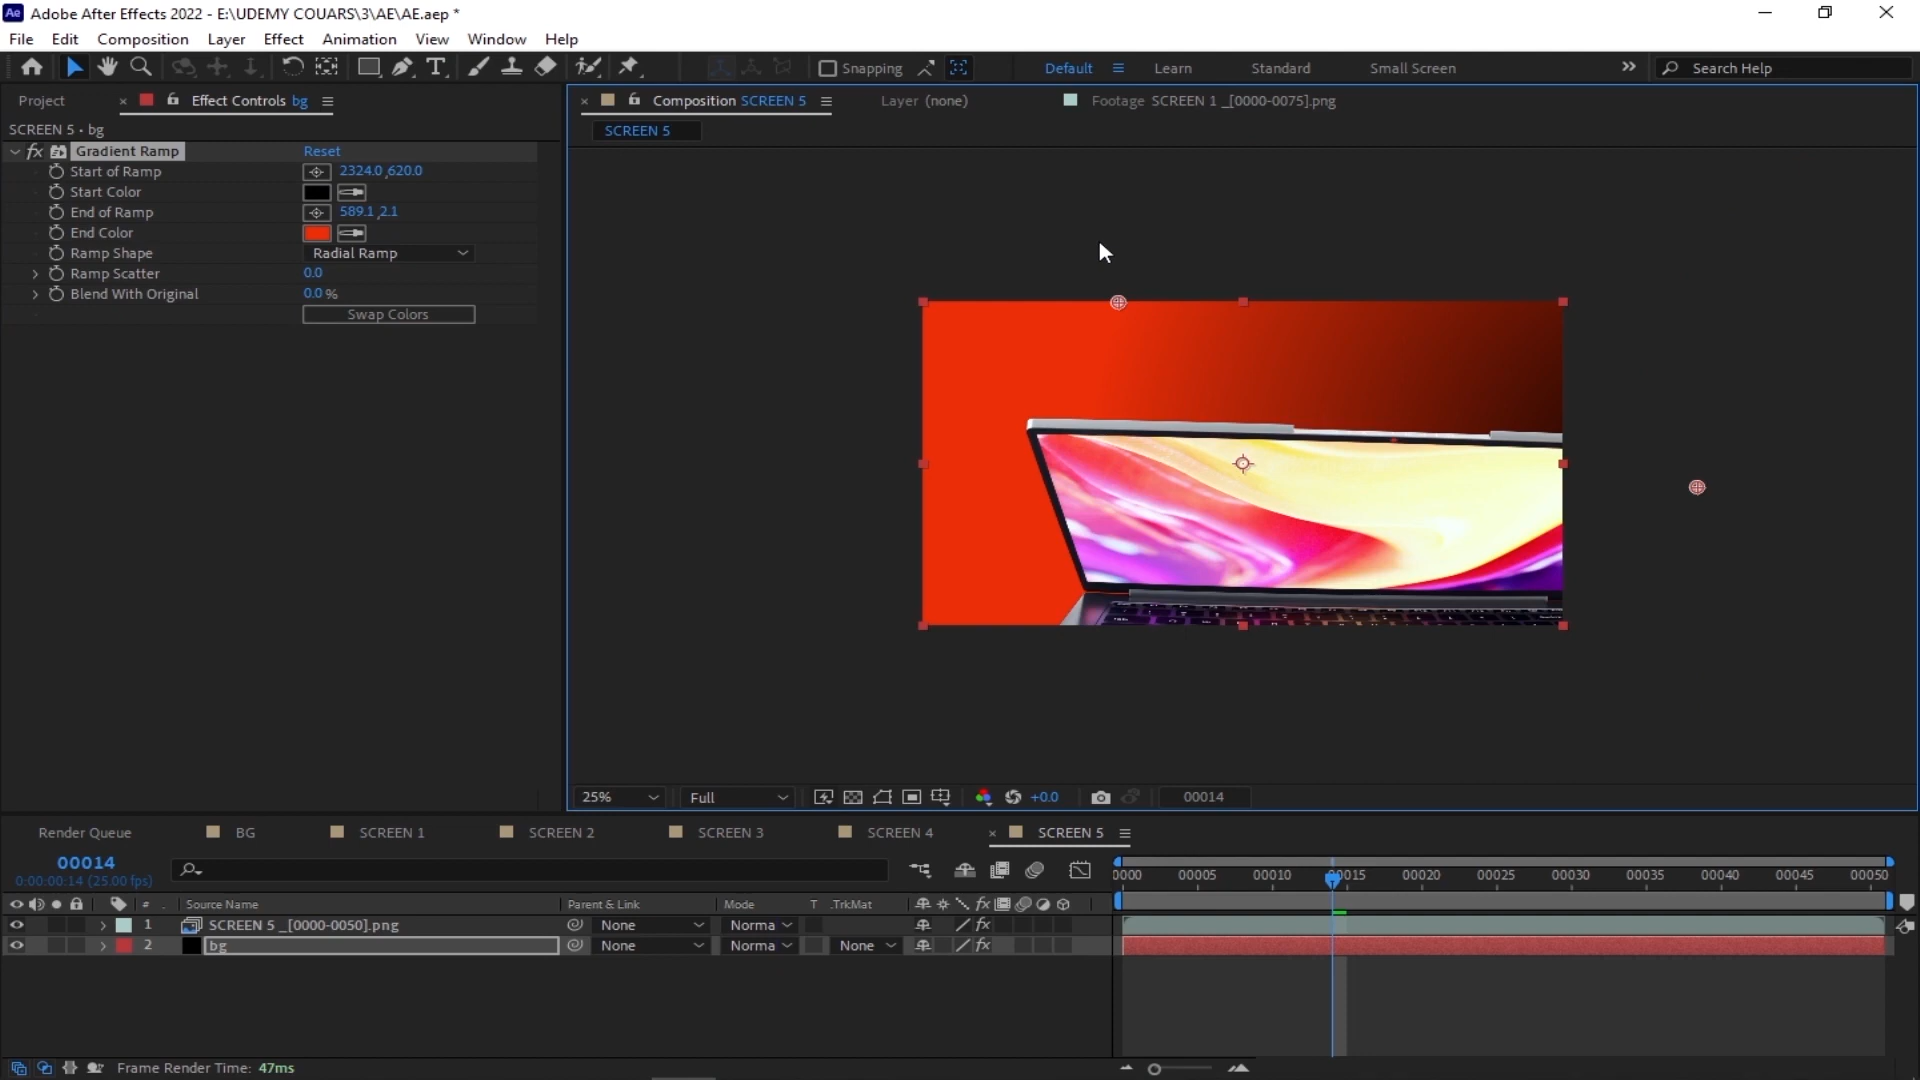 Ae Adobe After Effects 2022 - E:\UDEMY COUARS\3\AE\AE.aep *
File Edit Composition Layer Effect Animation View Window Help
Snapping Default Learn Standard Small Screen Search Help
Project Effect Controls bg Composition SCREEN 5 Layer (none) Footage SCREEN 1 _[0000-0075].png
SCREEN 5 • bg SCREEN 5
fx Gradient Ramp Reset
Start of Ramp 2324.0 ,620.0
Start Color
End of Ramp 589.1 ,2.1
End Color
Ramp Shape Radial Ramp
Ramp Scatter 0.0
Blend With Original 0.0 %
Swap Colors
25% Full +0.0 00014
Render Queue BG SCREEN 1 SCREEN 2 SCREEN 3 SCREEN 4 SCREEN 5
00014
0:00:00:14 (25.00 fps)
0000 00005 00010 00015 00020 00025 00030 00035 00040 00045 00050
# Source Name Parent & Link Mode T .TrkMat fx
1 SCREEN 5 _[0000-0050].png None Norma fx
2 bg None Norma None fx
Frame Render Time: 47ms